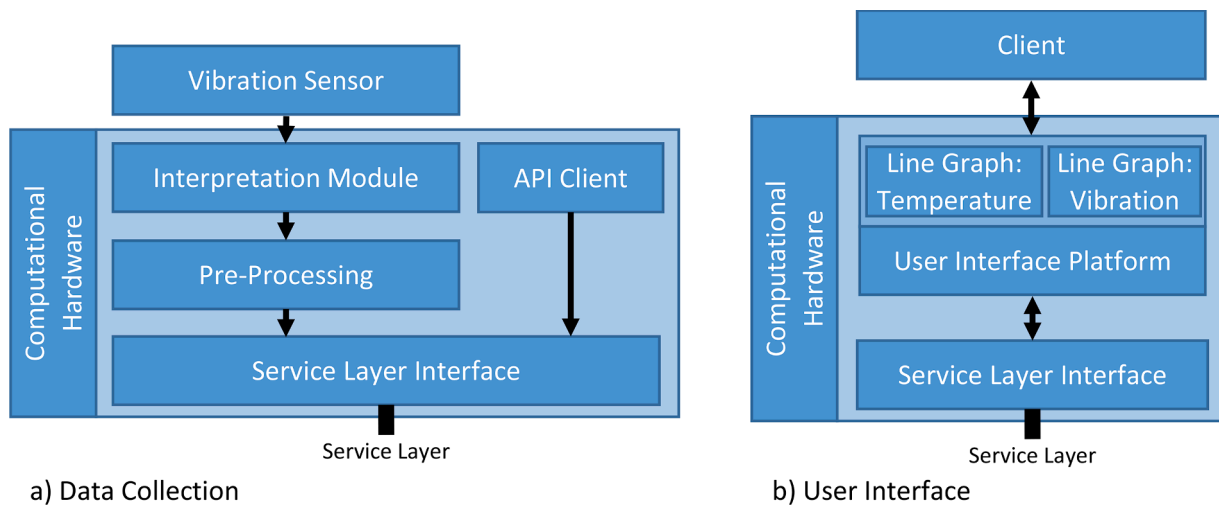 Vibration Sensor
Computational
Hardware
Interpretation Module
API Client
Pre-Processing
Service Layer Interface
Service Layer
a) Data Collection
Client
Computational
Hardware
Line Graph:
Temperature
Line Graph:
Vibration
User Interface Platform
Service Layer Interface
Service Layer
b) User Interface